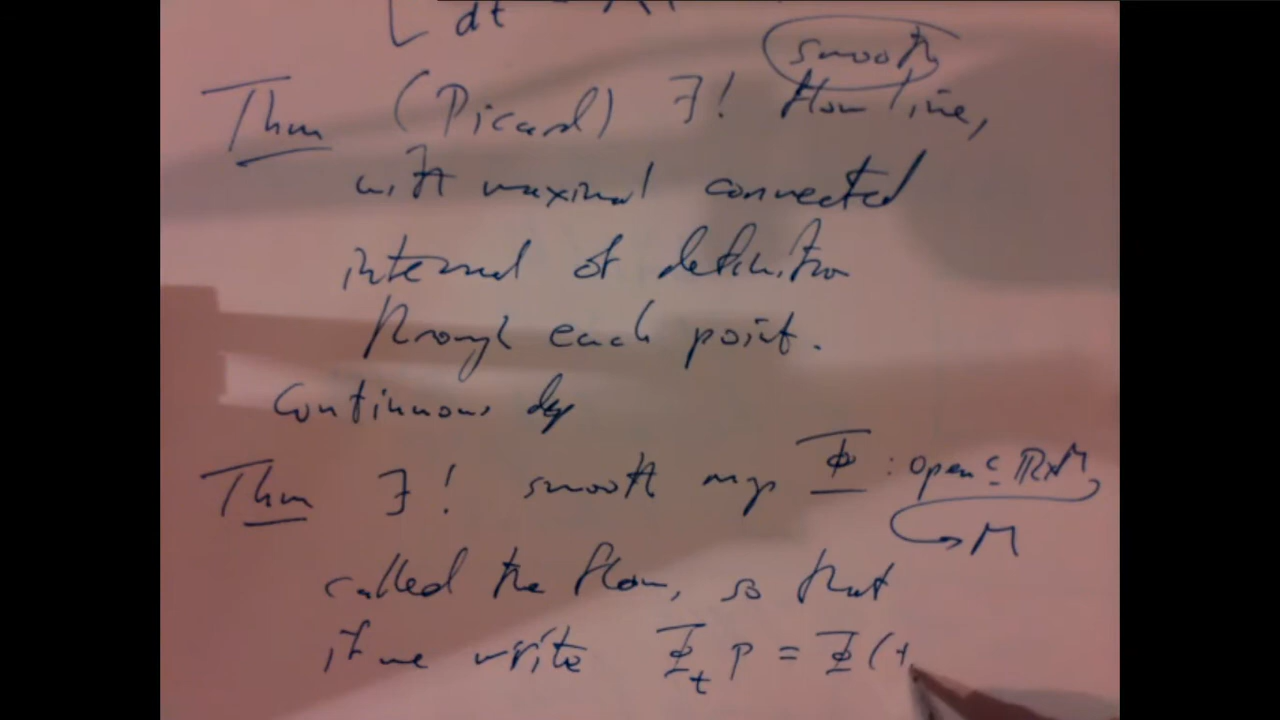 dt
smooth
Thm (Picard) ∃! flow line,
with maximal connected
interval of definition
through each point.
Continuous dep
Thm ∃! smooth map Φ : open ⊆ ℝ×M
→ M
called the flow, so that
if we write Φ_t p = Φ(t